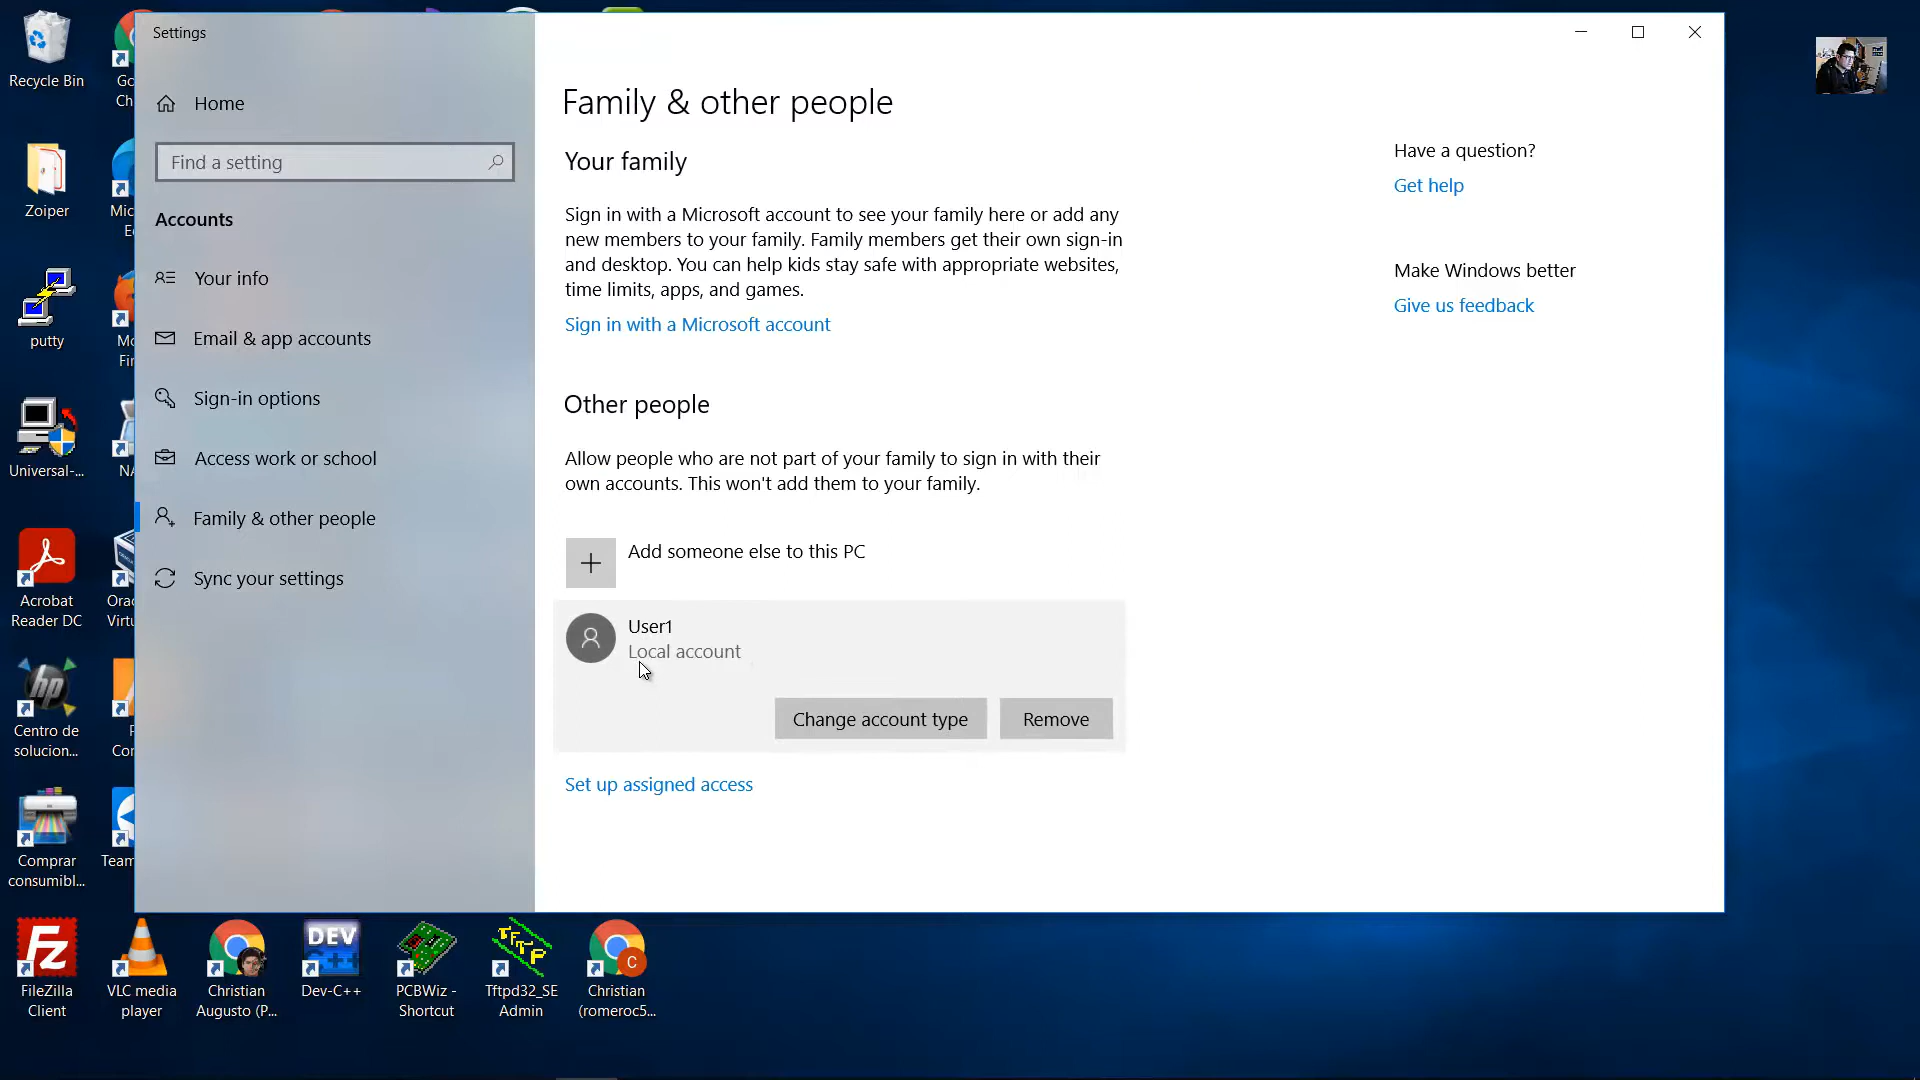 Settings
Home
Find a setting
Accounts
Your info
Email & app accounts
Sign-in options
Access work or school
Family & other people
Sync your settings
Family & other people
Your family
Sign in with a Microsoft account to see your family here or add any
new members to your family. Family members get their own sign-in
and desktop. You can help kids stay safe with appropriate websites,
time limits, apps, and games.
Sign in with a Microsoft account
Other people
Allow people who are not part of your family to sign in with their
own accounts. This won't add them to your family.
Add someone else to this PC
User1
Local account
Change account type
Remove
Set up assigned access
Have a question?
Get help
Make Windows better
Give us feedback
Recycle Bin
Zoiper
putty
Universal-...
Acrobat
Reader DC
hp
Centro de
solucion...
Comprar
consumibl...
Fz
FileZilla
Client
VLC media
player
Christian
Augusto (P...
DEV
C++
Dev-C++
PCBWiz -
Shortcut
TFTP
Tftpd32_SE
Admin
C
Christian
(romeroc5...